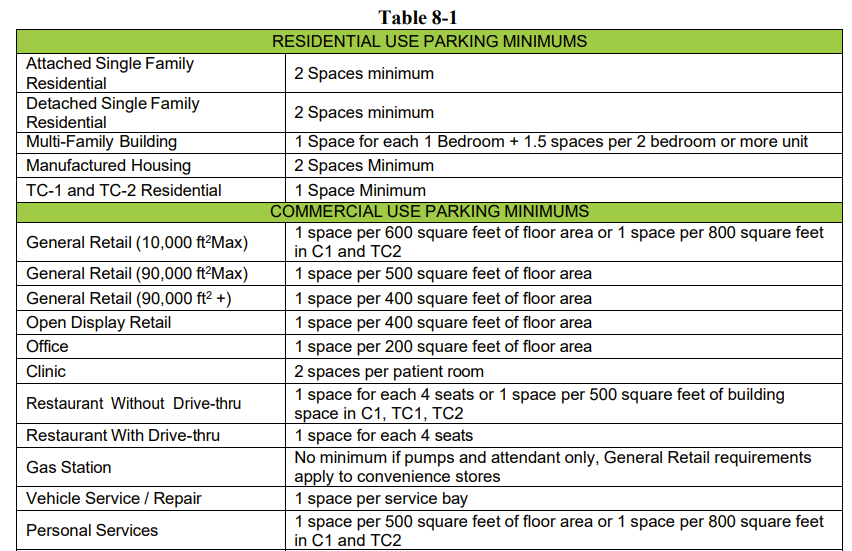 Table 8-1
RESIDENTIAL USE PARKING MINIMUMS
Attached Single Family
Residential
2 Spaces minimum
Detached Single Family
Residential
2 Spaces minimum
Multi-Family Building
1 Space for each 1 Bedroom + 1.5 spaces per 2 bedroom or more unit
Manufactured Housing
2 Spaces Minimum
TC-1 and TC-2 Residential
1 Space Minimum
COMMERCIAL USE PARKING MINIMUMS
General Retail (10,000 ft²Max)
1 space per 600 square feet of floor area or 1 space per 800 square feet
in C1 and TC2
General Retail (90,000 ft²Max)
1 space per 500 square feet of floor area
General Retail (90,000 ft² +)
1 space per 400 square feet of floor area
Open Display Retail
1 space per 400 square feet of floor area
Office
1 space per 200 square feet of floor area
Clinic
2 spaces per patient room
Restaurant Without Drive-thru
1 space for each 4 seats or 1 space per 500 square feet of building
space in C1, TC1, TC2
Restaurant With Drive-thru
1 space for each 4 seats
Gas Station
No minimum if pumps and attendant only, General Retail requirements
apply to convenience stores
Vehicle Service / Repair
1 space per service bay
Personal Services
1 space per 500 square feet of floor area or 1 space per 800 square feet
in C1 and TC2